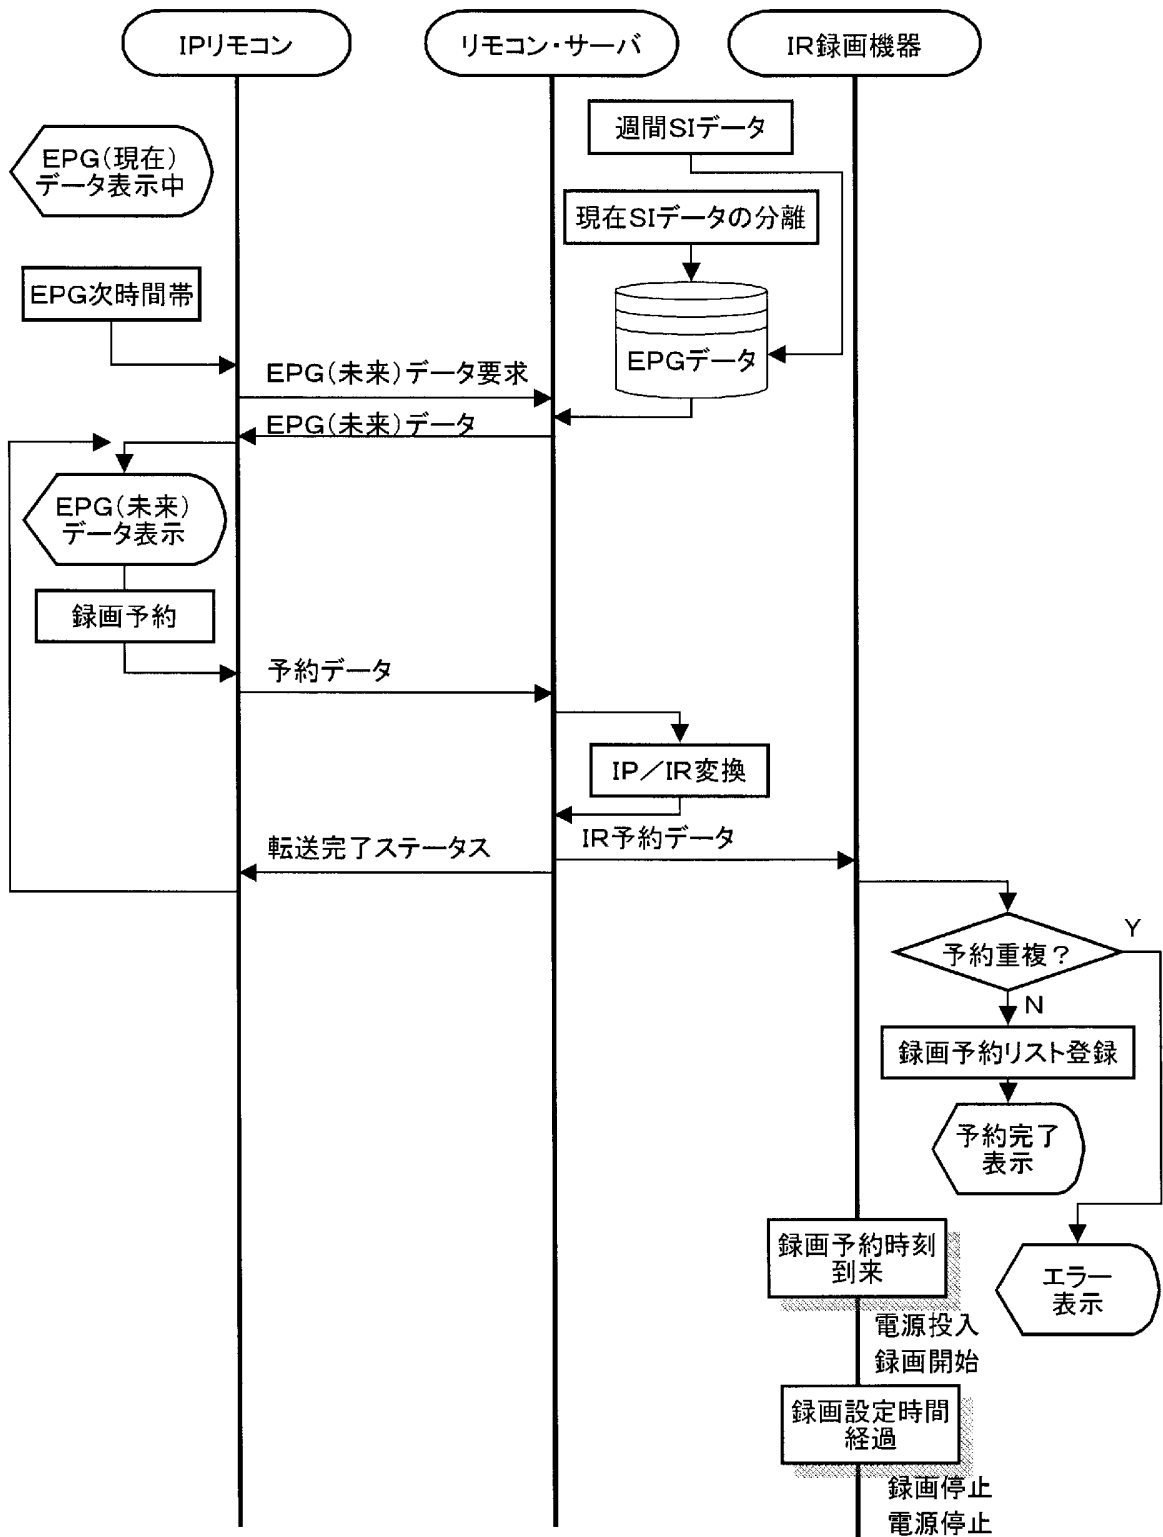 IPリモコン
リモコン・サーバ
IR録画機器
週間SIデータ
EPG(現在)
データ表示中
現在SIデータの分離
EPG次時間帯
EPGデータ
EPG(未来)データ要求
EPG(未来)データ
EPG(未来)
データ表示
録画予約
予約データ
IP／IR変換
IR予約データ
転送完了ステータス
予約重複？
Y
N
録画予約リスト登録
予約完了
表示
録画予約時刻
到来
エラー
表示
電源投入
録画開始
録画設定時間
経過
録画停止
電源停止